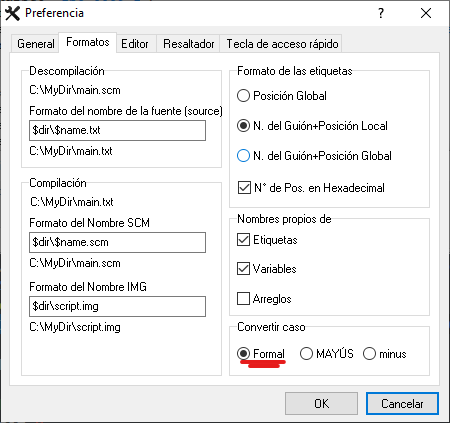 Preferencia
General Formatos Editor Resaltador Tecla de acceso rápido
Descompilación
C:\MyDir\main.scm
Formato del nombre de la fuente (source)
$dir\$name.txt
C:\MyDir\main.txt
Compilación
C:\MyDir\main.txt
Formato del Nombre SCM
$dir\$name.scm
C:\MyDir\main.scm
Formato del Nombre IMG
$dir\script.img
C:\MyDir\script.img
Formato de las etiquetas
Posición Global
N. del Guión+Posición Local
N. del Guión+Posición Global
N° de Pos. en Hexadecimal
Nombres propios de
Etiquetas
Variables
Arreglos
Convertir caso
Formal MAYÚS minus
OK Cancelar